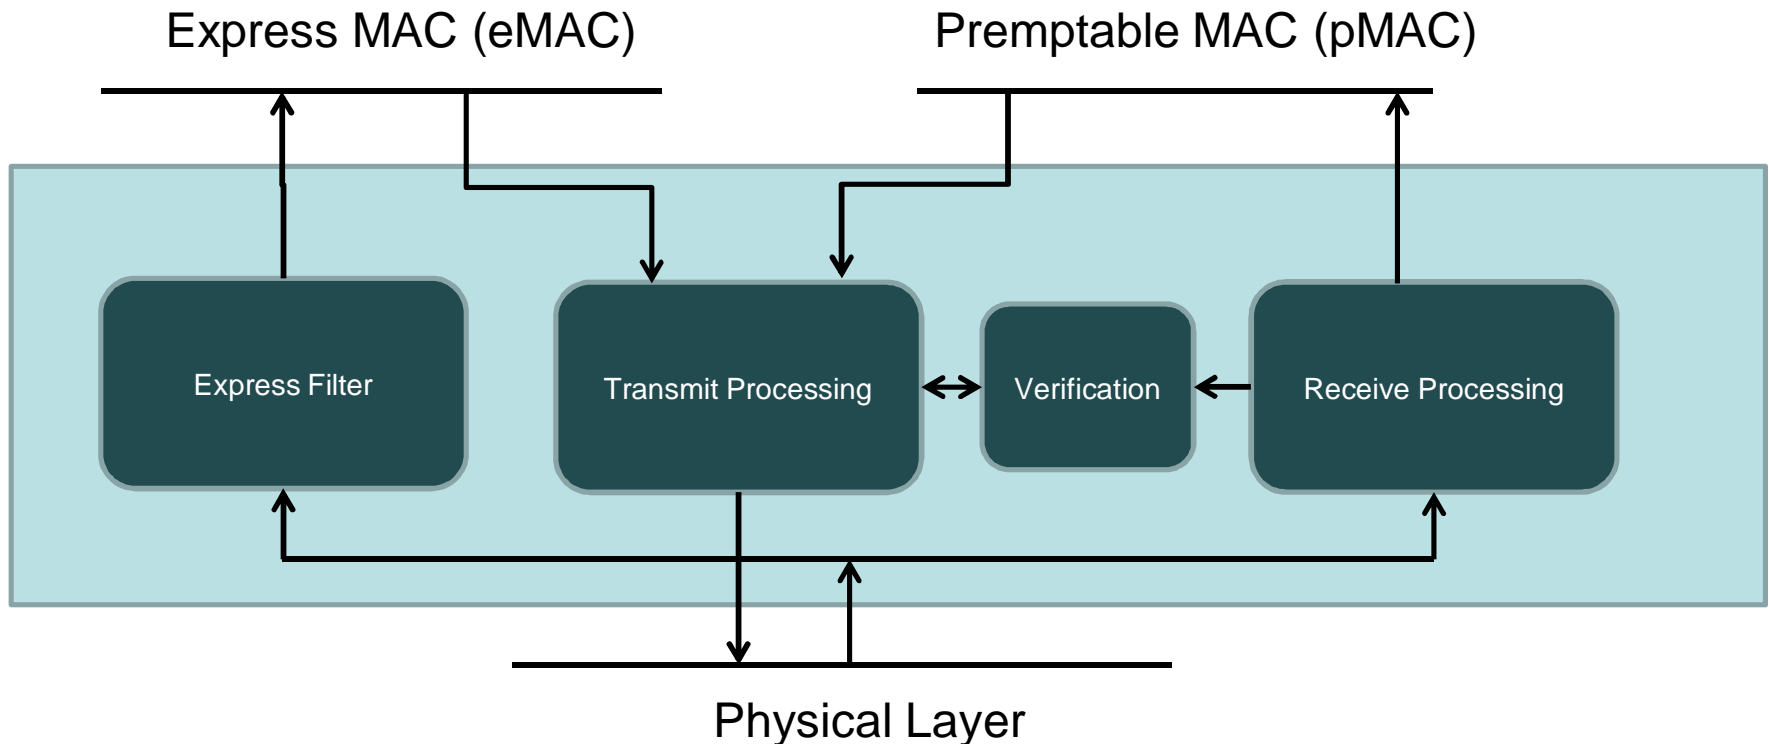 Express MAC (eMAC)
Premptable MAC (pMAC)
Express Filter
Transmit Processing
Verification
Receive Processing
Physical Layer